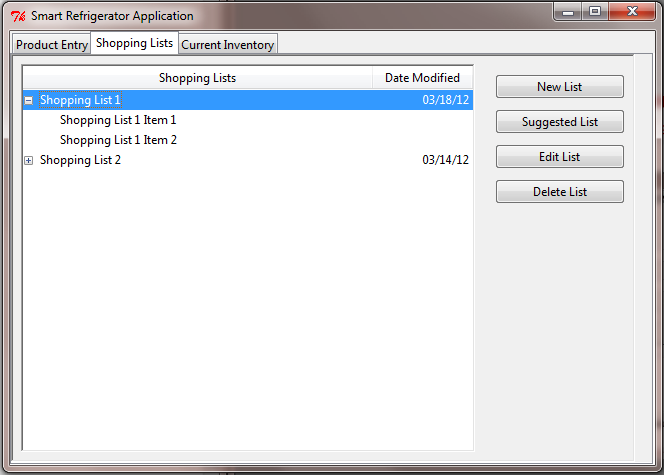 Smart Refrigerator Application
Product Entry Shopping Lists Current Inventory
Shopping Lists Date Modified
Shopping List 1 03/18/12
Shopping List 1 Item 1
Shopping List 1 Item 2
Shopping List 2 03/14/12
New List
Suggested List
Edit List
Delete List